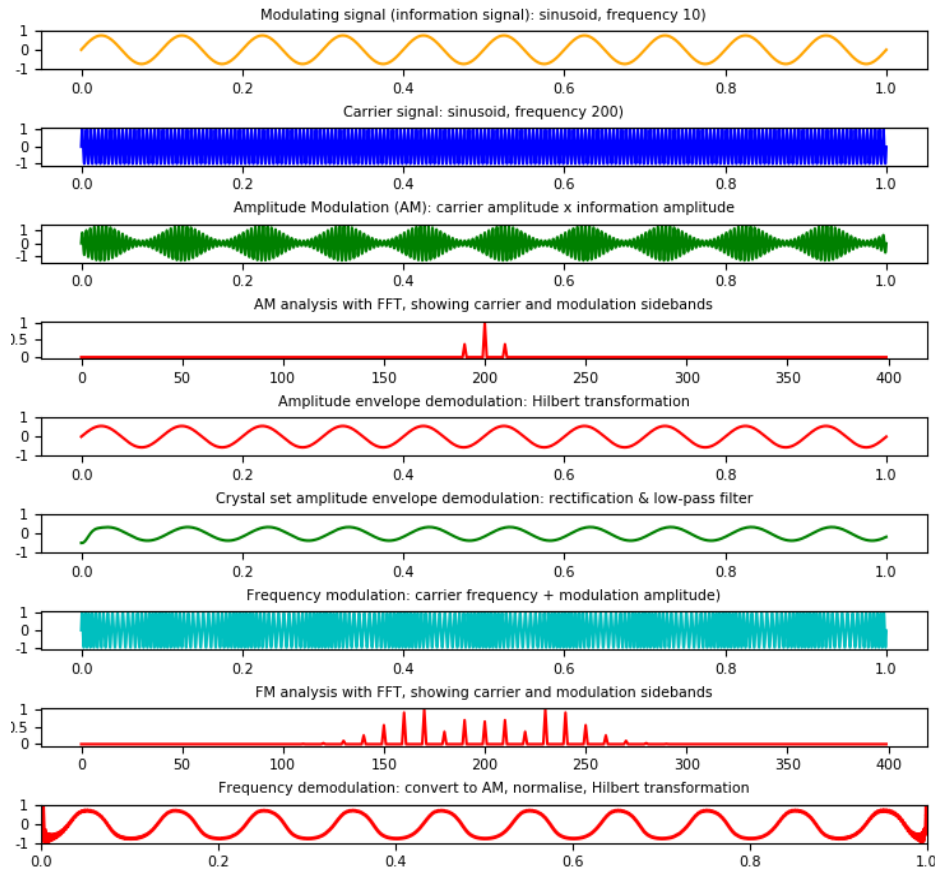 Modulating signal (information signal): sinusoid, frequency 10)
1
0
-1
0.0 0.2 0.4 0.6 0.8 1.0
Carrier signal: sinusoid, frequency 200)
1
0
-1
0.0 0.2 0.4 0.6 0.8 1.0
Amplitude Modulation (AM): carrier amplitude x information amplitude
1
0
-1
0.0 0.2 0.4 0.6 0.8 1.0
AM analysis with FFT, showing carrier and modulation sidebands
1
).5
0
0 50 100 150 200 250 300 350 400
Amplitude envelope demodulation: Hilbert transformation
1
0
-1
0.0 0.2 0.4 0.6 0.8 1.0
Crystal set amplitude envelope demodulation: rectification & low-pass filter
1
0
-1
0.0 0.2 0.4 0.6 0.8 1.0
Frequency modulation: carrier frequency + modulation amplitude)
1
0
-1
0.0 0.2 0.4 0.6 0.8 1.0
FM analysis with FFT, showing carrier and modulation sidebands
1
).5
0
0 50 100 150 200 250 300 350 400
Frequency demodulation: convert to AM, normalise, Hilbert transformation
1
0
-1
0.0 0.2 0.4 0.6 0.8 1.0